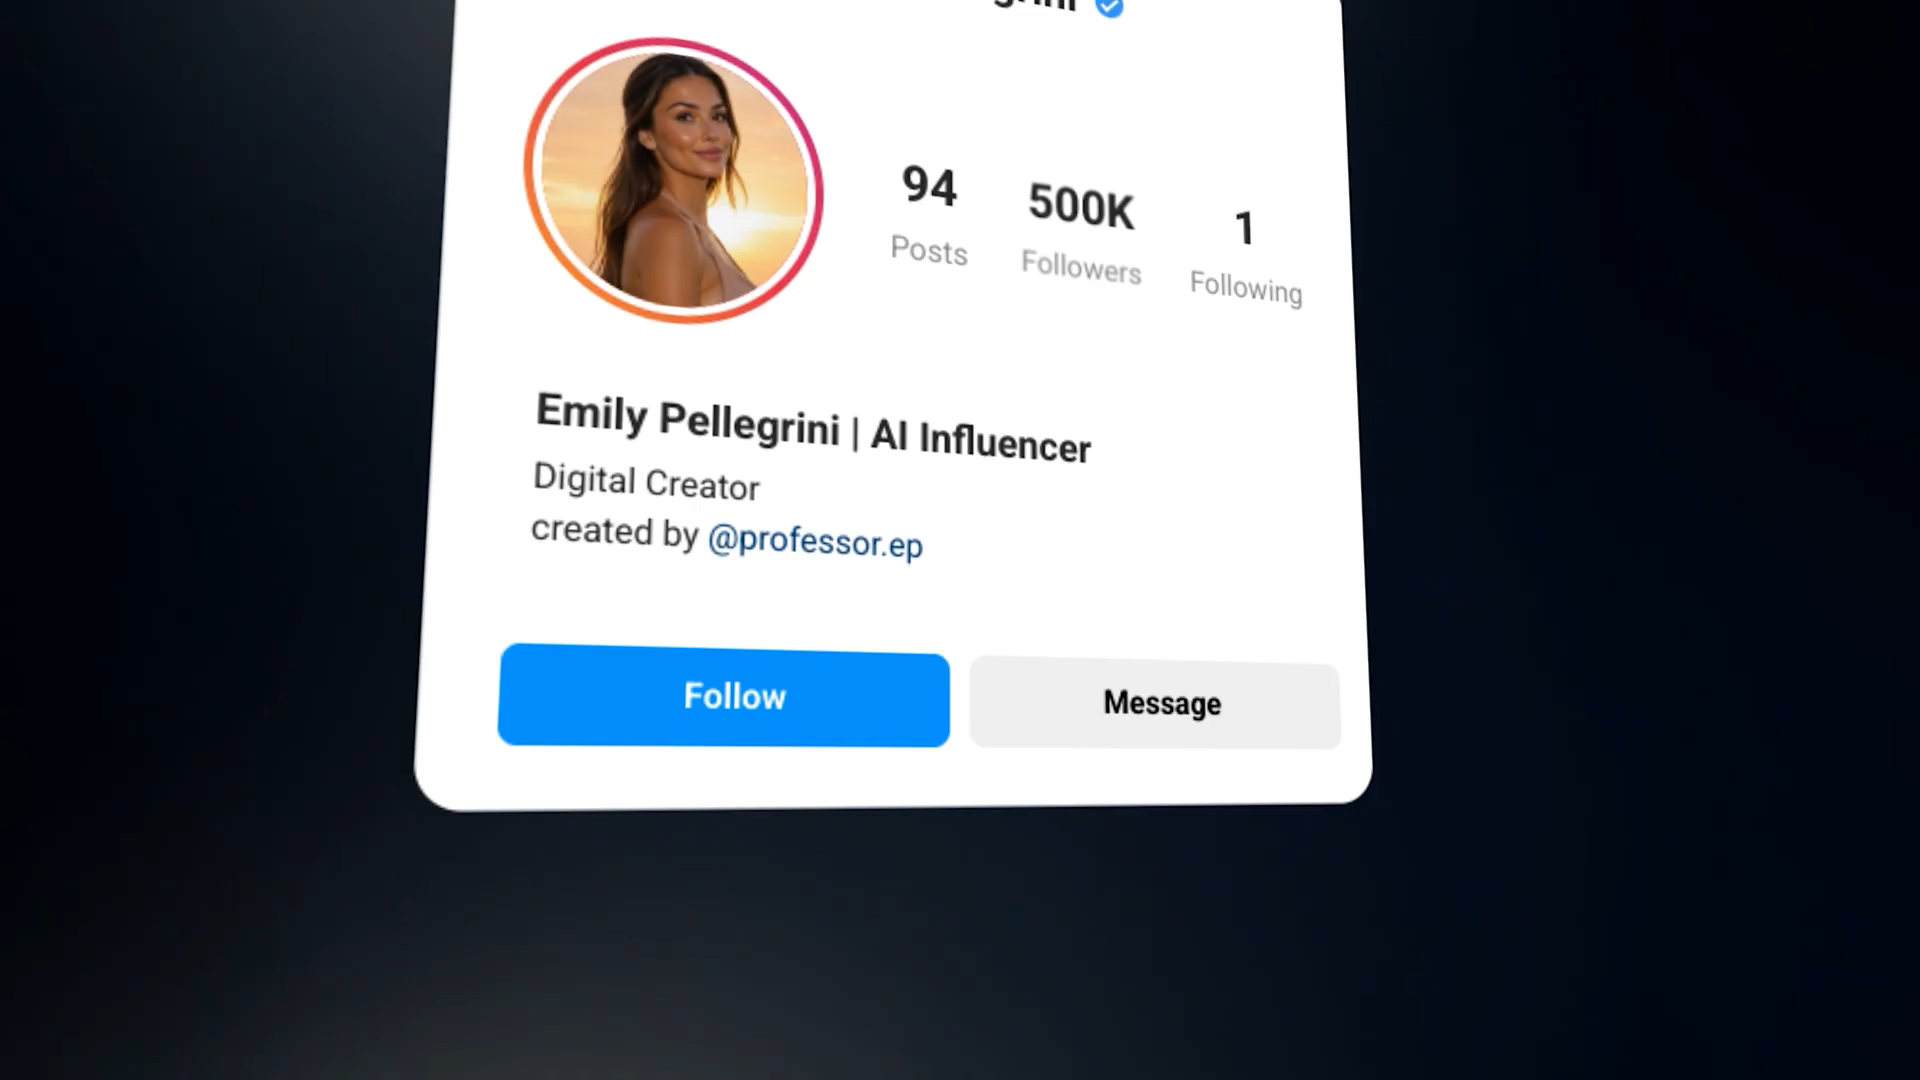 94
Posts
500K
Followers
1
Following
Emily Pellegrini | AI Influencer
Digital Creator
created by @professor.ep
Follow
Message